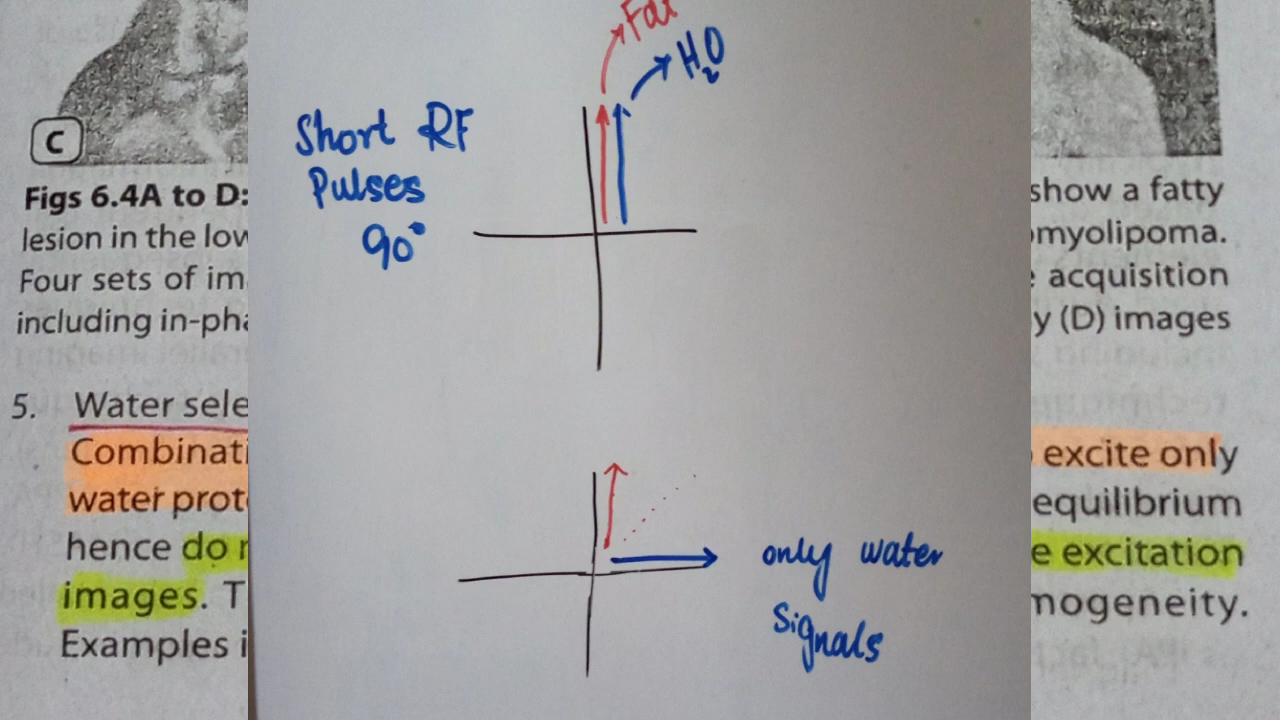 Fat
H2O
Short RF
Pulses
90°
only water
signals
C
Figs 6.4A to D:
lesion in the low
Four sets of im
including in-pha
show a fatty
omyolipoma.
acquisition
y (D) images
5. Water sele
Combinati
water prot
hence do
images. T
Examples i
excite only
equilibrium
e excitation
mogeneity.